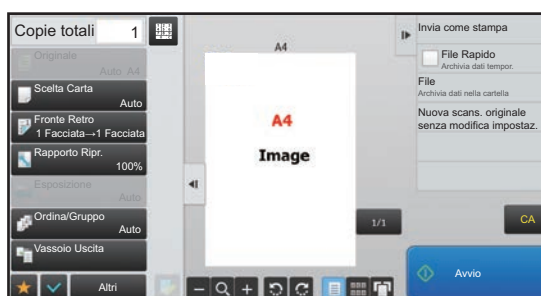 Copie totali 1
Originale
Auto A4
Scelta Carta
Auto
Fronte Retro
1 Facciata→1 Facciata
Rapporto Ripr.
100%
Esposizione
Auto
Ordina/Gruppo
Auto
Vassoio Uscita
Altri
A4
A4
Image
1/1
Invia come stampa
File Rapido
Archivia dati tempor.
File
Archivia dati nella cartella
Nuova scans. originale
senza modifica impostaz.
CA
Avvio